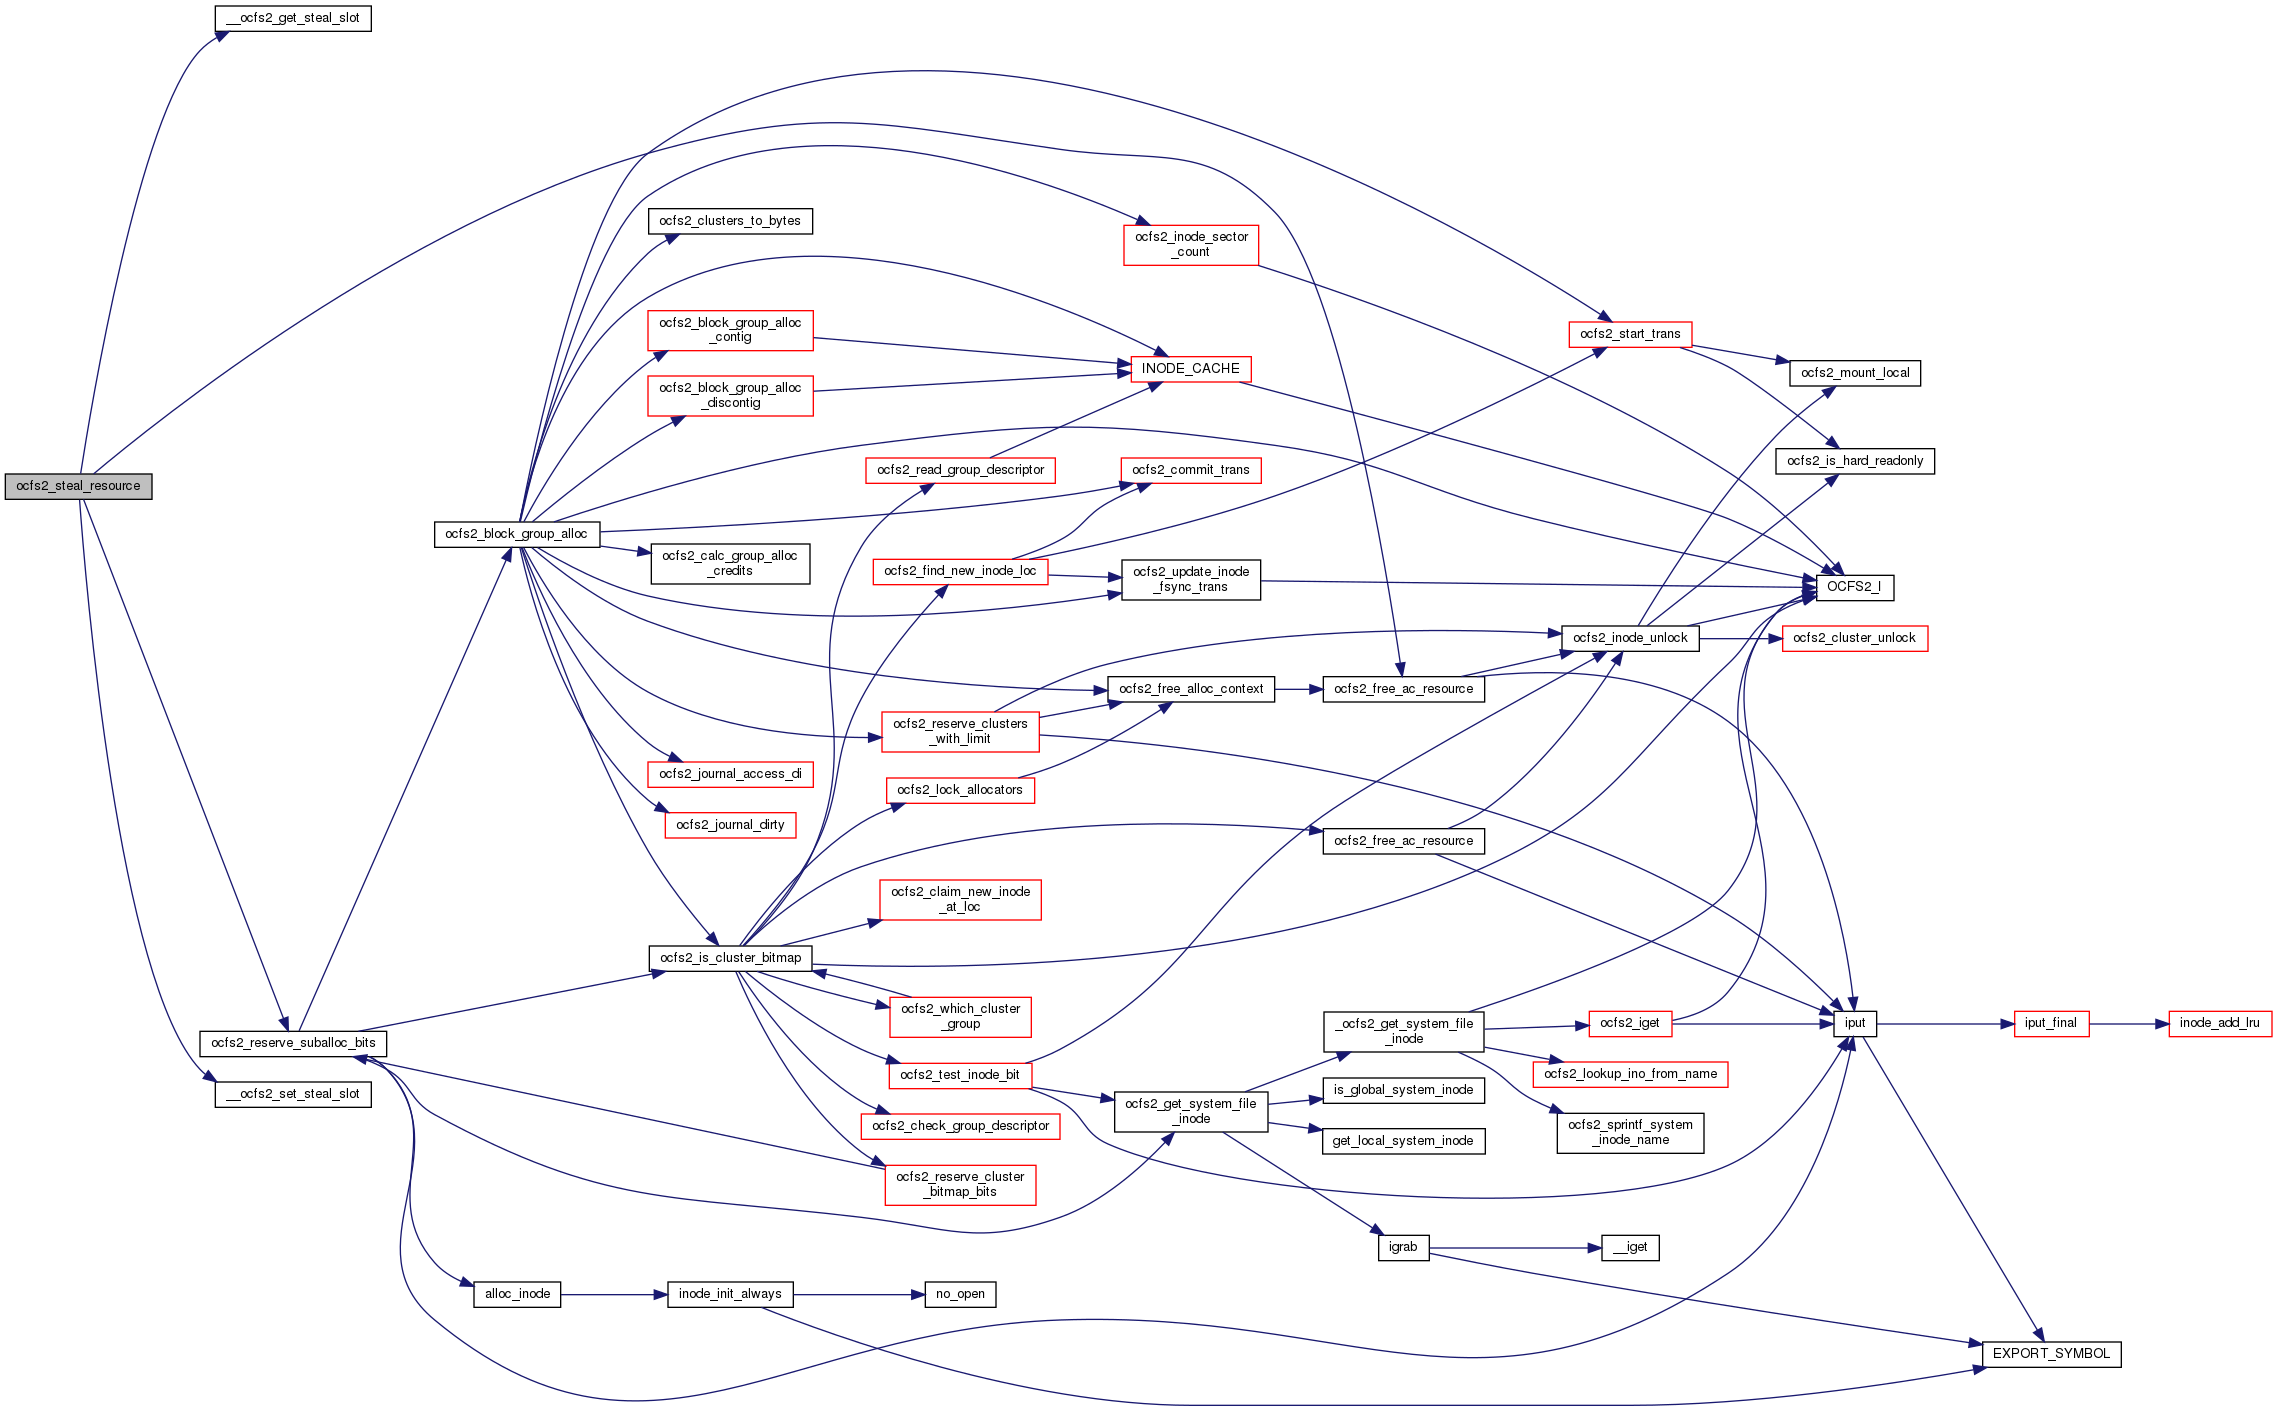 __ocfs2_get_steal_slot
ocfs2_steal_resource
ocfs2_reserve_suballoc_bits
__ocfs2_set_steal_slot
ocfs2_block_group_alloc
alloc_inode
ocfs2_clusters_to_bytes
ocfs2_block_group_alloc
_contig
ocfs2_block_group_alloc
_discontig
ocfs2_calc_group_alloc
_credits
ocfs2_journal_access_di
ocfs2_journal_dirty
ocfs2_is_cluster_bitmap
inode_init_always
ocfs2_read_group_descriptor
ocfs2_find_new_inode_loc
ocfs2_reserve_clusters
_with_limit
ocfs2_lock_allocators
ocfs2_claim_new_inode
_at_loc
ocfs2_which_cluster
_group
ocfs2_test_inode_bit
ocfs2_check_group_descriptor
ocfs2_reserve_cluster
_bitmap_bits
no_open
ocfs2_inode_sector
_count
INODE_CACHE
ocfs2_commit_trans
ocfs2_update_inode
_fsync_trans
ocfs2_free_alloc_context
ocfs2_get_system_file
_inode
ocfs2_free_ac_resource
ocfs2_free_ac_resource
_ocfs2_get_system_file
_inode
is_global_system_inode
get_local_system_inode
igrab
ocfs2_start_trans
ocfs2_inode_unlock
ocfs2_iget
ocfs2_lookup_ino_from_name
ocfs2_sprintf_system
_inode_name
__iget
ocfs2_mount_local
ocfs2_is_hard_readonly
OCFS2_I
ocfs2_cluster_unlock
iput
iput_final
EXPORT_SYMBOL
inode_add_lru